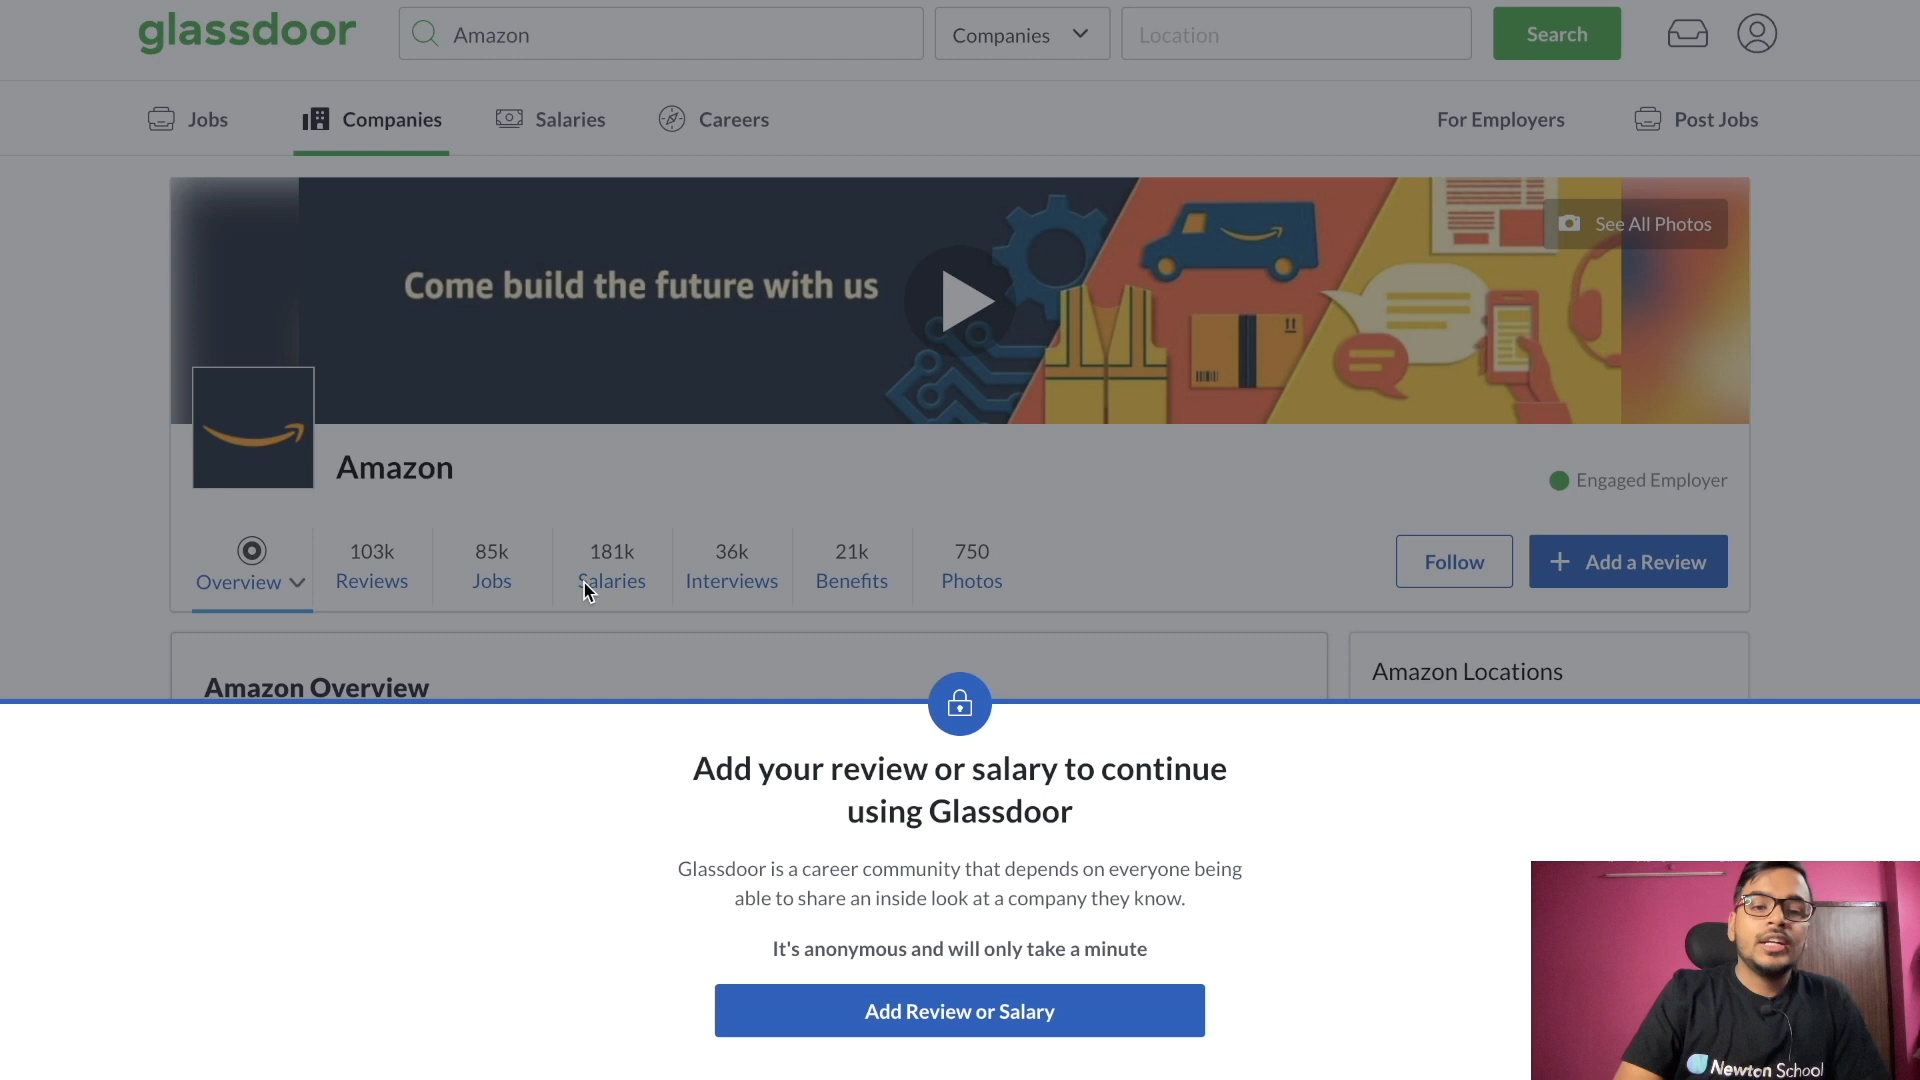 glassdoor
Amazon
Companies
Location
Search
Jobs
Companies
Salaries
Careers
For Employers
Post Jobs
Come build the future with us
See All Photos
Amazon
Engaged Employer
103k
85k
181k
36k
21k
750
Overview
Reviews
Jobs
Salaries
Interviews
Benefits
Photos
Follow
+ Add a Review
Amazon Overview
Amazon Locations
Add your review or salary to continue
using Glassdoor
Glassdoor is a career community that depends on everyone being
able to share an inside look at a company they know.
It's anonymous and will only take a minute
Add Review or Salary
Newton School